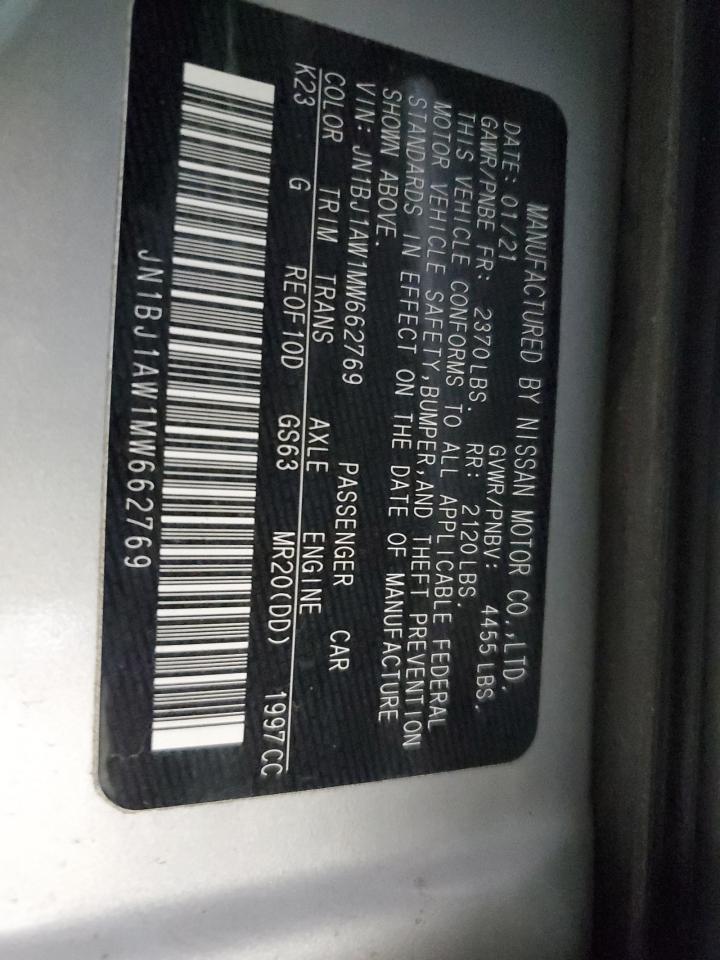 MANUFACTURED BY NISSAN MOTOR CO.,LTD.
DATE: 01/21 GVWR/PNBV: 4455LBS.
GAWR/PNBE FR: 2370LBS. RR: 2120LBS.
THIS VEHICLE CONFORMS TO ALL APPLICABLE FEDERAL
MOTOR VEHICLE SAFETY,BUMPER,AND THEFT PREVENTION
STANDARDS IN EFFECT ON THE DATE OF MANUFACTURE
SHOWN ABOVE.
VIN: JN1BJ1AW1MW662769 PASSENGER CAR
COLOR TRIM TRANS AXLE ENGINE
K23 G RE0F10D GS63 MR20(DD) 1997CC
JN1BJ1AW1MW662769